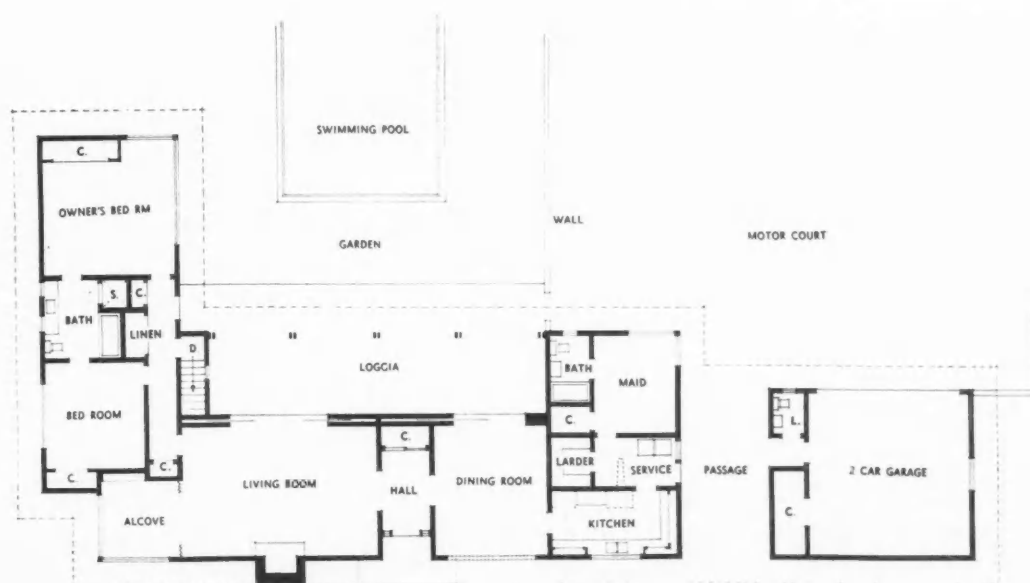 SWIMMING POOL
C.
OWNER'S BED RM
WALL
MOTOR COURT
GARDEN
S.
C.
BATH
LINEN
D
LOGGIA
BATH
MAID
BED ROOM
C.
L.
C.
C.
C.
LARDER
SERVICE
PASSAGE
2 CAR GARAGE
LIVING ROOM
HALL
DINING ROOM
ALCOVE
KITCHEN
C.